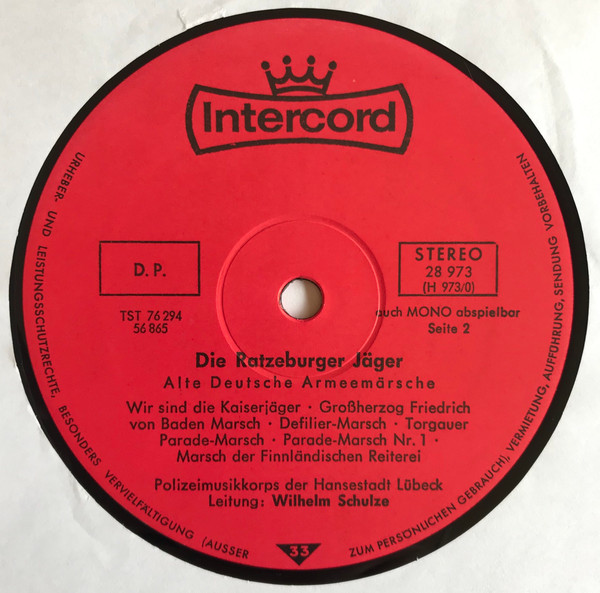 Intercord
D. P.
STEREO
28 973
(H 973/0)
TST 76 294
56 865
auch MONO abspielbar
Seite 2
Die Ratzeburger Jäger
Alte Deutsche Armeemärsche
Wir sind die Kaiserjäger · Großherzog Friedrich
von Baden Marsch · Defilier-Marsch · Torgauer
Parade-Marsch · Parade-Marsch Nr. 1 ·
Marsch der Finnländischen Reiterei
Polizeimusikkorps der Hansestadt Lübeck
Leitung: Wilhelm Schulze
33
URHEBER- UND LEISTUNGSSCHUTZRECHTE, BESONDERS VERVIELFÄLTIGUNG (AUSSER ZUM PERSÖNLICHEN GEBRAUCH), VERMIETUNG, AUFFÜHRUNG, SENDUNG VORBEHALTEN